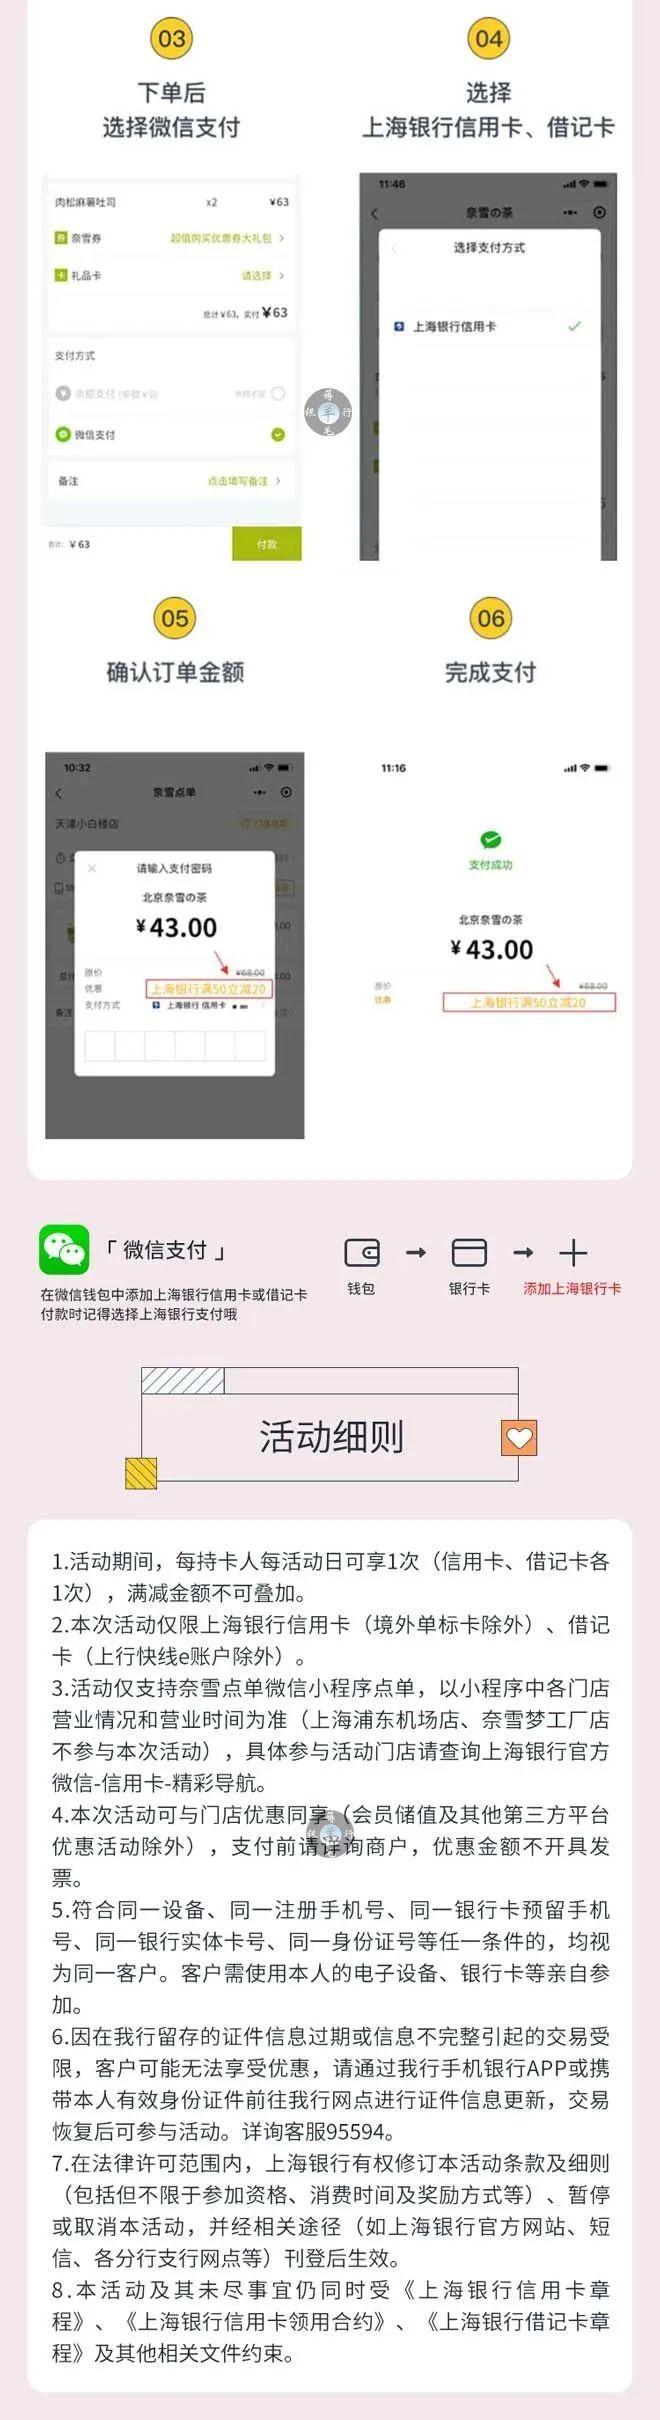 03
下单后
选择微信支付
04
选择
上海银行信用卡、借记卡
肉松麻薯吐司 x2 ¥63
券 奈雪券 超值购买优惠券大礼包 >
卡 礼品卡 请选择 >
总计¥63, 实付¥63
支付方式
余额支付 (余额¥0) 余额不足
微信支付
备注 点击填写备注 >
合计: ¥63 付款
11:46
奈雪の茶
选择支付方式
上海银行信用卡
薅
银 羊 行
毛
05
确认订单金额
06
完成支付
10:32
奈雪点单
天津小白楼店
请输入支付密码
北京奈雪の茶
¥43.00
原价 ¥68.00
优惠 上海银行满50立减20
支付方式 上海银行 信用卡
11:16
支付成功
北京奈雪の茶
¥43.00
原价 ¥68.00
优惠 上海银行满50立减20
「 微信支付 」
在微信钱包中添加上海银行信用卡或借记卡
付款时记得选择上海银行支付哦
钱包 银行卡 添加上海银行卡
活动细则
1.活动期间，每持卡人每活动日可享1次（信用卡、借记卡各
1次），满减金额不可叠加。
2.本次活动仅限上海银行信用卡（境外单标卡除外）、借记
卡（上行快线e账户除外）。
3.活动仅支持奈雪点单微信小程序点单，以小程序中各门店
营业情况和营业时间为准（上海浦东机场店、奈雪梦工厂店
不参与本次活动），具体参与活动门店请查询上海银行官方
微信-信用卡-精彩导航。
4.本次活动可与门店优惠同享（会员储值及其他第三方平台
优惠活动除外），支付前请详询商户，优惠金额不开具发
票。
薅
银 羊 行
5.符合同一设备、同一注册手机号、同一银行卡预留手机
号、同一银行实体卡号、同一身份证号等任一条件的，均视
为同一客户。客户需使用本人的电子设备、银行卡等亲自参
加。
6.因在我行留存的证件信息过期或信息不完整引起的交易受
限，客户可能无法享受优惠，请通过我行手机银行APP或携
带本人有效身份证件前往我行网点进行证件信息更新，交易
恢复后可参与活动。详询客服95594。
7.在法律许可范围内，上海银行有权修订本活动条款及细则
（包括但不限于参加资格、消费时间及奖励方式等）、暂停
或取消本活动，并经相关途径（如上海银行官方网站、短
信、各分行支行网点等）刊登后生效。
8.本活动及其未尽事宜仍同时受《上海银行信用卡章
程》、《上海银行信用卡领用合约》、《上海银行借记卡章
程》及其他相关文件约束。